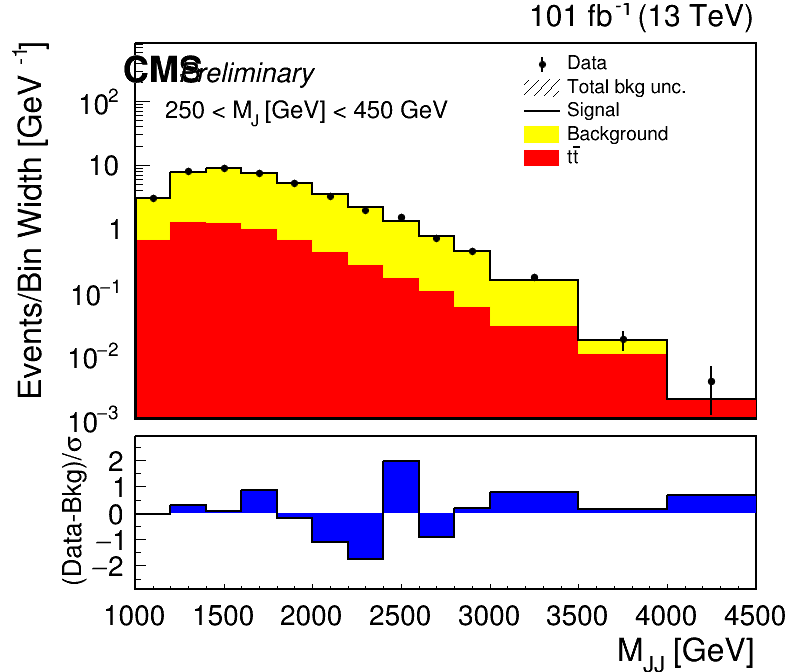 101 fb⁻¹ (13 TeV)
CMS Preliminary
250 < M_J [GeV] < 450 GeV
Data
Total bkg unc.
Signal
Background
tt̄
Events/Bin Width [GeV⁻¹]
10²
10
1
10⁻¹
10⁻²
10⁻³
(Data-Bkg)/σ
2
1
0
−1
−2
1000 1500 2000 2500 3000 3500 4000 4500
M_JJ [GeV]